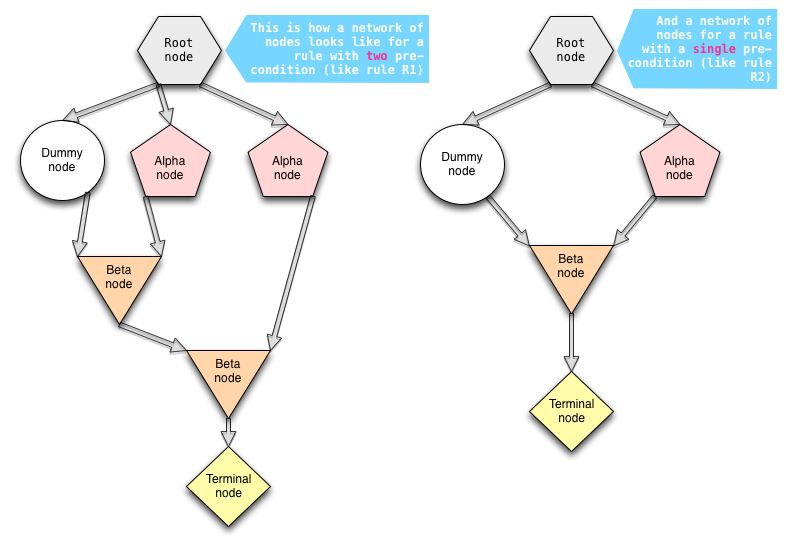 Root
node
This is how a network of
nodes looks like for a
rule with two pre–
condition (like rule R1)
Dummy
node
Alpha
node
Alpha
node
Beta
node
Beta
node
Terminal
node
Root
node
And a network of
nodes for a rule
with a single pre–
condition (like rule
R2)
Dummy
node
Alpha
node
Beta
node
Terminal
node